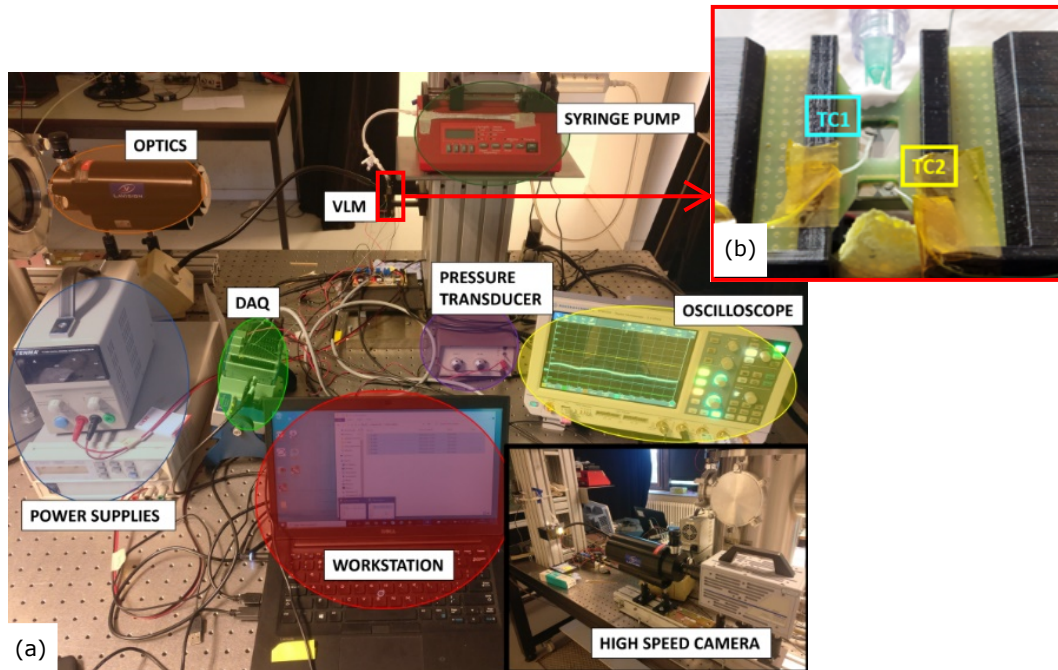 SYRINGE PUMP
OPTICS
VLM
TC1
TC2
(b)
PRESSURE
TRANSDUCER
DAQ
OSCILLOSCOPE
POWER SUPPLIES
WORKSTATION
HIGH SPEED CAMERA
(a)